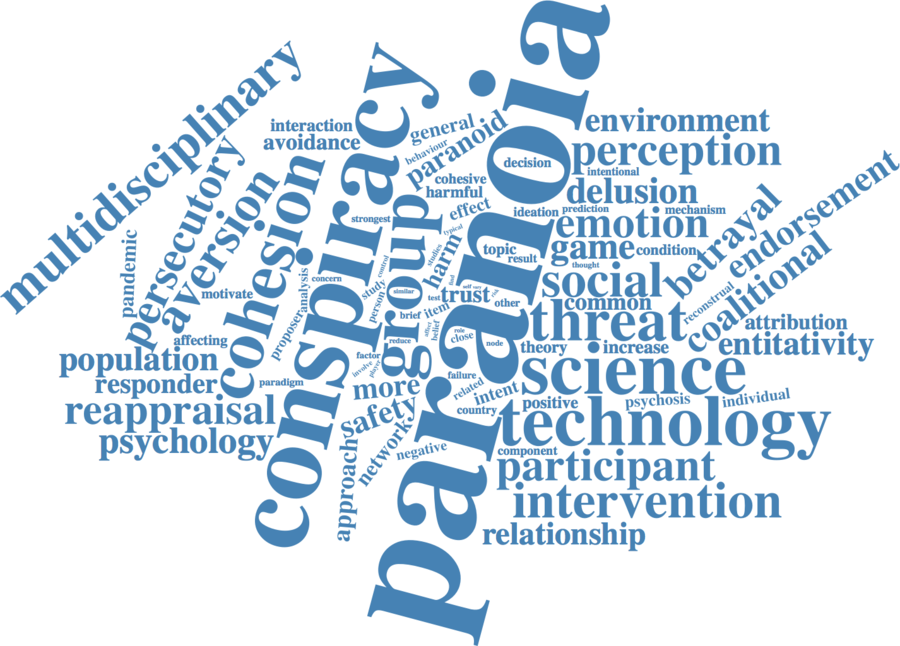 multidisciplinary
persecutory
aversion
cohesion
conspiracy
paranoia
interaction
avoidance
general
behaviour
paranoid
cohesive
harmful
environment
perception
decision
intentional
delusion
ideation
prediction
mechanism
emotion
effect
typical
strongest
group
harm
studies
topic
result
game
condition
thought
betrayal
endorsement
pandemic
motivate
analysis
concern
control
study
person
similar
test
trust
other
item
brief
belief
social
common
threat
reconstrual
coalitional
attribution
entitativity
affecting
proposer
population
responder
paradigm
reappraisal
psychology
reduce
factor
involve
player
role
close
node
theory
increase
science
more
failure
related
intent
country
positive
psychosis
individual
safety
technology
approach
networks
negative
component
participant
intervention
relationship